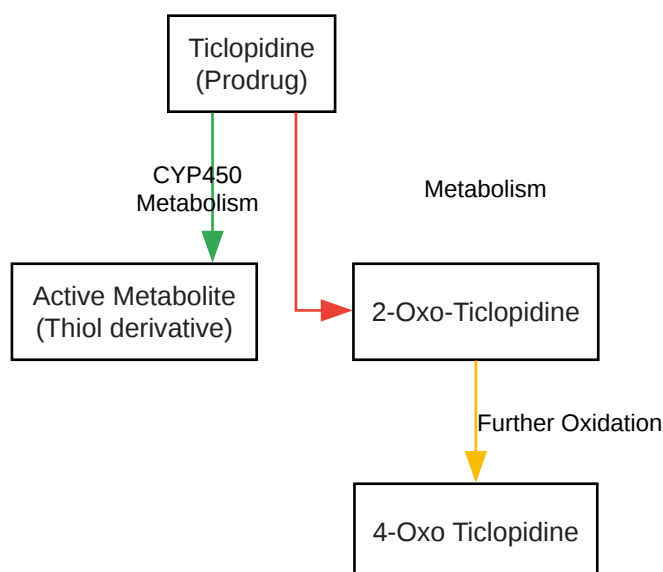 Ticlopidine
(Prodrug)
CYP450
Metabolism
Metabolism
Active Metabolite
(Thiol derivative)
2-Oxo-Ticlopidine
Further Oxidation
4-Oxo Ticlopidine